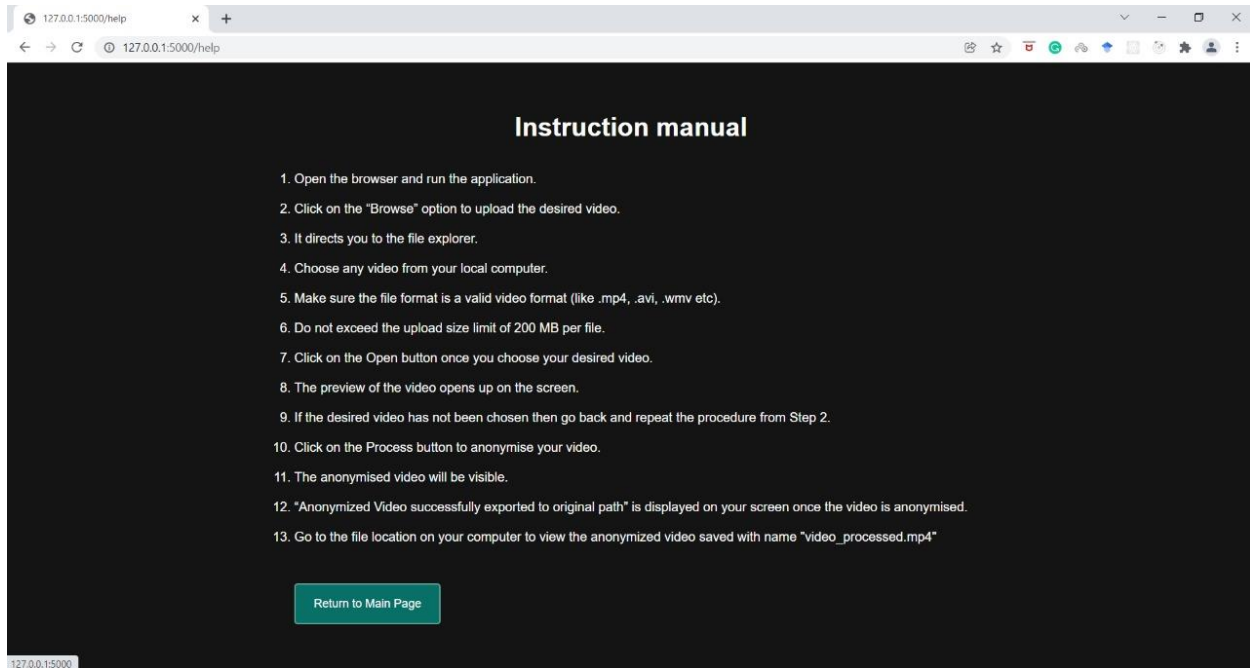 127.0.0.1:5000/help
127.0.0.1:5000/help
Instruction manual
1. Open the browser and run the application.
2. Click on the “Browse” option to upload the desired video.
3. It directs you to the file explorer.
4. Choose any video from your local computer.
5. Make sure the file format is a valid video format (like .mp4, .avi, .wmv etc).
6. Do not exceed the upload size limit of 200 MB per file.
7. Click on the Open button once you choose your desired video.
8. The preview of the video opens up on the screen.
9. If the desired video has not been chosen then go back and repeat the procedure from Step 2.
10. Click on the Process button to anonymise your video.
11. The anonymised video will be visible.
12. “Anonymized Video successfully exported to original path” is displayed on your screen once the video is anonymised.
13. Go to the file location on your computer to view the anonymized video saved with name "video_processed.mp4"
Return to Main Page
127.0.0.1:5000